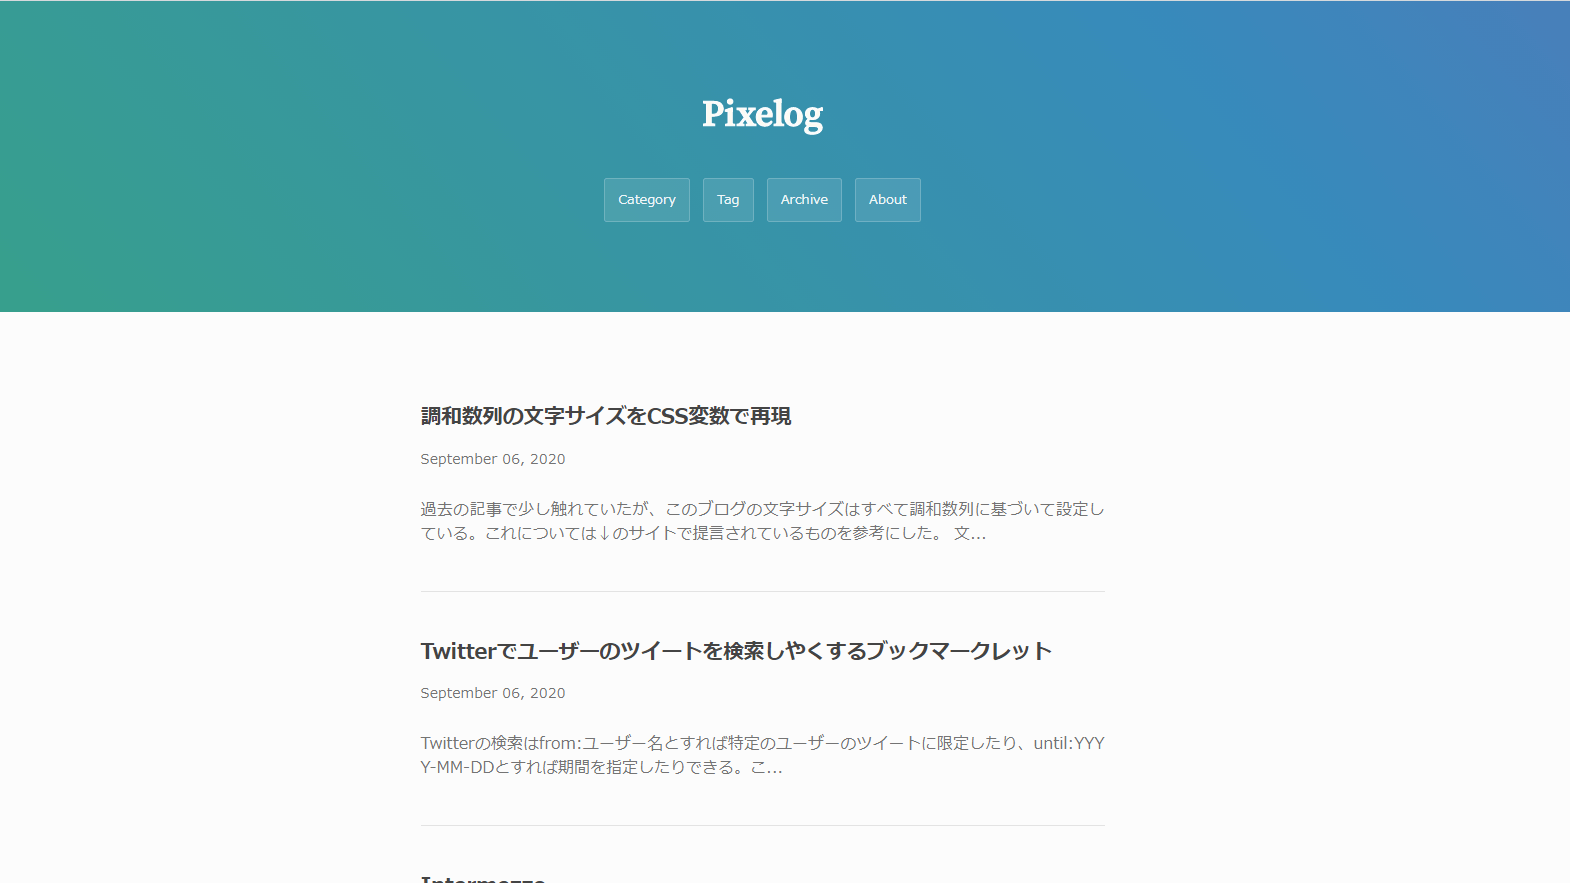 Pixelog
Category
Tag
Archive
About
調和数列の文字サイズをCSS変数で再現
September 06, 2020
過去の記事で少し触れていたが、このブログの文字サイズはすべて調和数列に基づいて設定し
ている。これについては↓のサイトで提言されているものを参考にした。 文...
Twitterでユーザーのツイートを検索しやくするブックマークレット
September 06, 2020
Twitterの検索はfrom:ユーザー名とすれば特定のユーザーのツイートに限定したり、until:YYY
Y-MM-DDとすれば期間を指定したりできる。こ...
Intermezzo